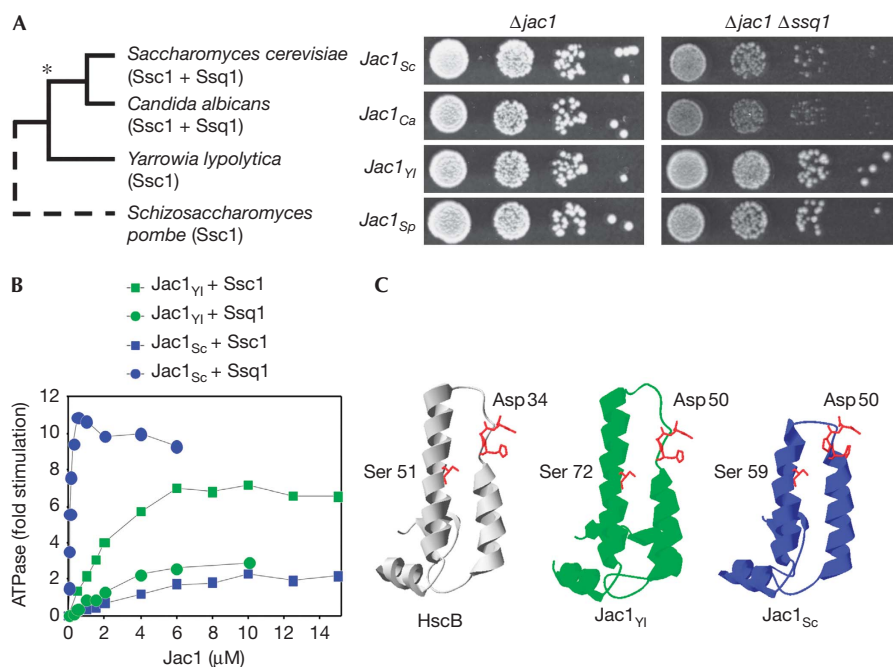 A
*
Saccharomyces cerevisiae
(Ssc1 + Ssq1)
Candida albicans
(Ssc1 + Ssq1)
Yarrowia lypolytica
(Ssc1)
Schizosaccharomyces
pombe (Ssc1)
Δjac1
Δjac1 Δssq1
Jac1Sc
Jac1Ca
Jac1Yl
Jac1Sp
B
Jac1Yl + Ssc1
Jac1Yl + Ssq1
Jac1Sc + Ssc1
Jac1Sc + Ssq1
ATPase (fold stimulation)
12
10
8
6
4
2
0
0 2 4 6 8 10 12 14
Jac1 (μM)
C
Asp 34
Ser 51
HscB
Asp 50
Ser 72
Jac1Yl
Asp 50
Ser 59
Jac1Sc